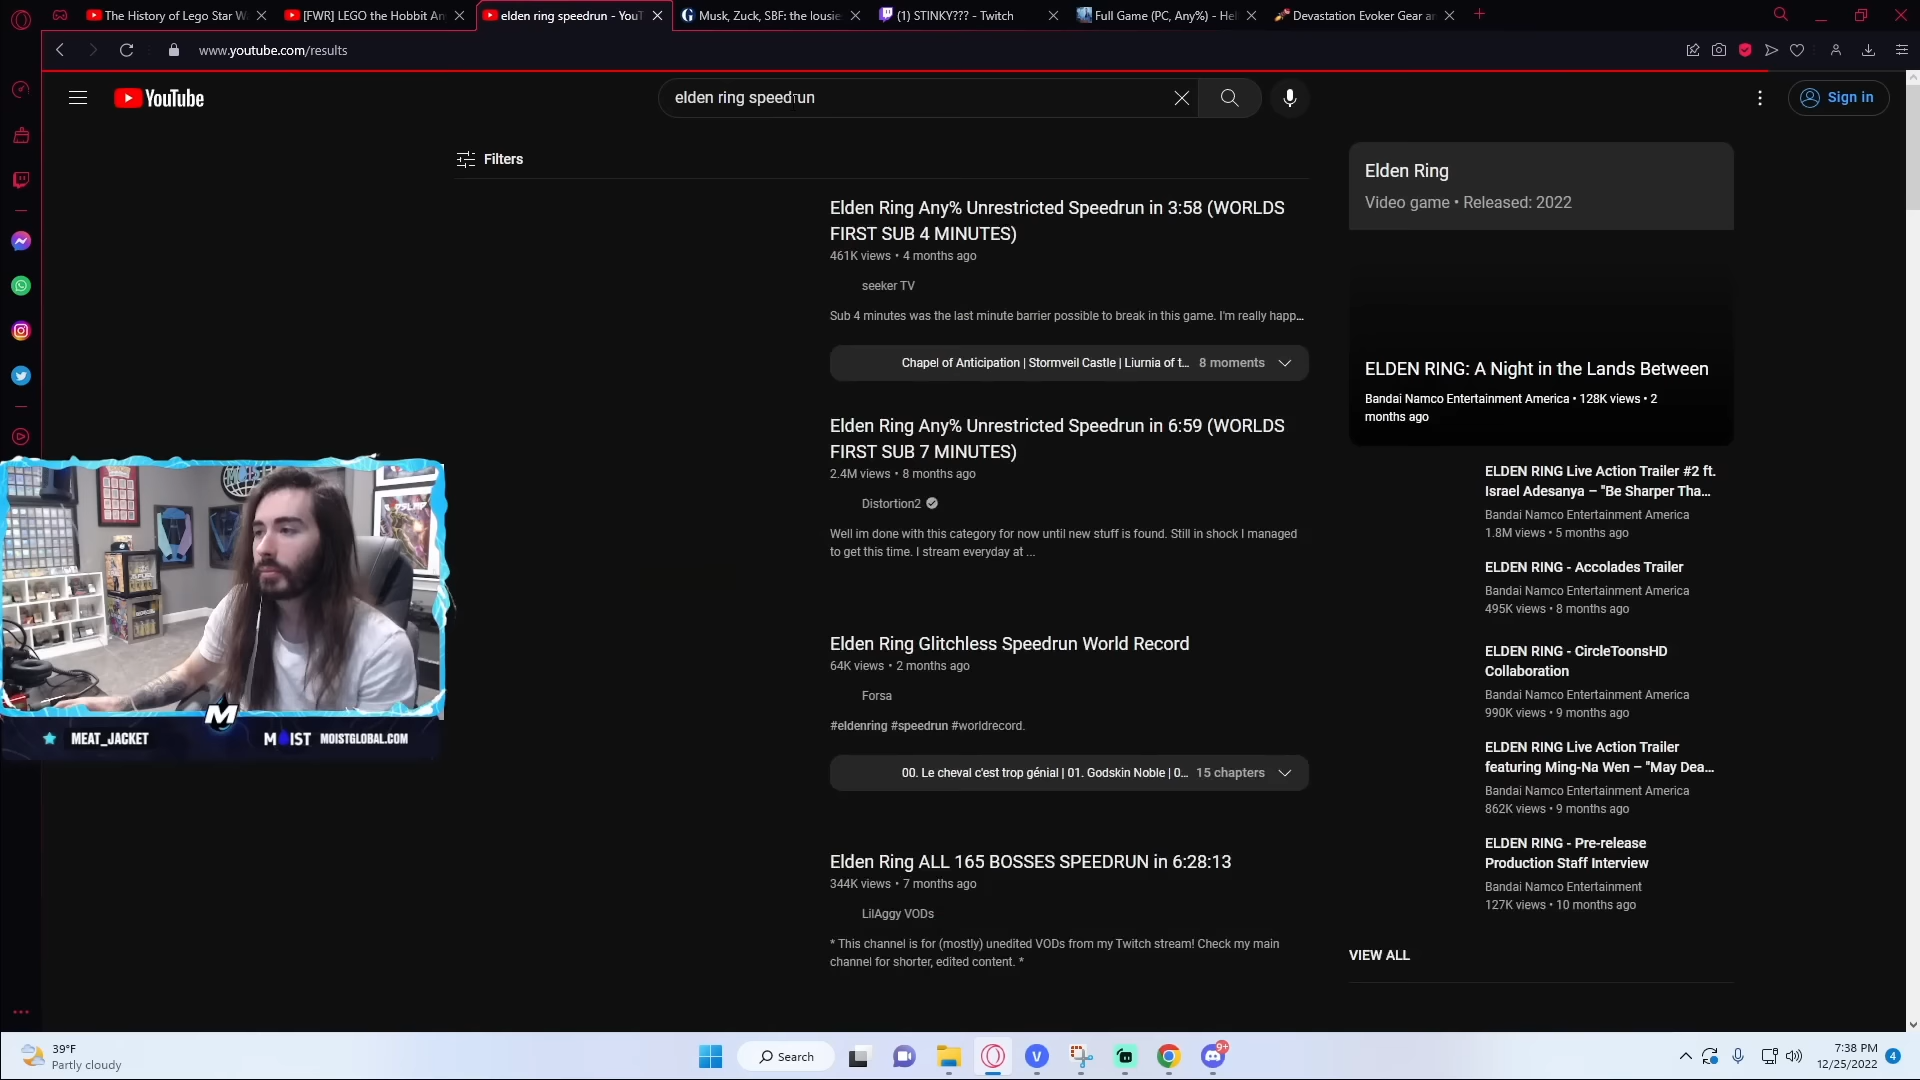 The History of Lego Star W
[FWR] LEGO the Hobbit An
elden ring speedrun - YouT
Musk, Zuck, SBF: the lousie
(1) STINKY??? - Twitch
Full Game (PC, Any%) - Hel
Devastation Evoker Gear an
www.youtube.com/results
YouTube
elden ring speedrun
Sign in
Filters
Elden Ring Any% Unrestricted Speedrun in 3:58 (WORLDS
FIRST SUB 4 MINUTES)
461K views • 4 months ago
seeker TV
Sub 4 minutes was the last minute barrier possible to break in this game. I'm really happ...
Chapel of Anticipation | Stormveil Castle | Liurnia of t... 8 moments
Elden Ring Any% Unrestricted Speedrun in 6:59 (WORLDS
FIRST SUB 7 MINUTES)
2.4M views • 8 months ago
Distortion2
Well im done with this category for now until new stuff is found. Still in shock I managed
to get this time. I stream everyday at ...
Elden Ring Glitchless Speedrun World Record
64K views • 2 months ago
Forsa
#eldenring #speedrun #worldrecord.
00. Le cheval c'est trop génial | 01. Godskin Noble | 0... 15 chapters
Elden Ring ALL 165 BOSSES SPEEDRUN in 6:28:13
344K views • 7 months ago
LilAggy VODs
* This channel is for (mostly) unedited VODs from my Twitch stream! Check my main
channel for shorter, edited content. *
Elden Ring
Video game • Released: 2022
ELDEN RING: A Night in the Lands Between
Bandai Namco Entertainment America • 128K views • 2
months ago
ELDEN RING Live Action Trailer #2 ft.
Israel Adesanya – "Be Sharper Tha...
Bandai Namco Entertainment America
1.8M views • 5 months ago
ELDEN RING - Accolades Trailer
Bandai Namco Entertainment America
495K views • 8 months ago
ELDEN RING - CircleToonsHD
Collaboration
Bandai Namco Entertainment America
990K views • 9 months ago
ELDEN RING Live Action Trailer
featuring Ming-Na Wen – "May Dea...
Bandai Namco Entertainment America
862K views • 9 months ago
ELDEN RING - Pre-release
Production Staff Interview
Bandai Namco Entertainment
127K views • 10 months ago
VIEW ALL
M
MEAT_JACKET
MOIST
MOISTGLOBAL.COM
39°F
Partly cloudy
Search
V
9+
7:38 PM
12/25/2022
4